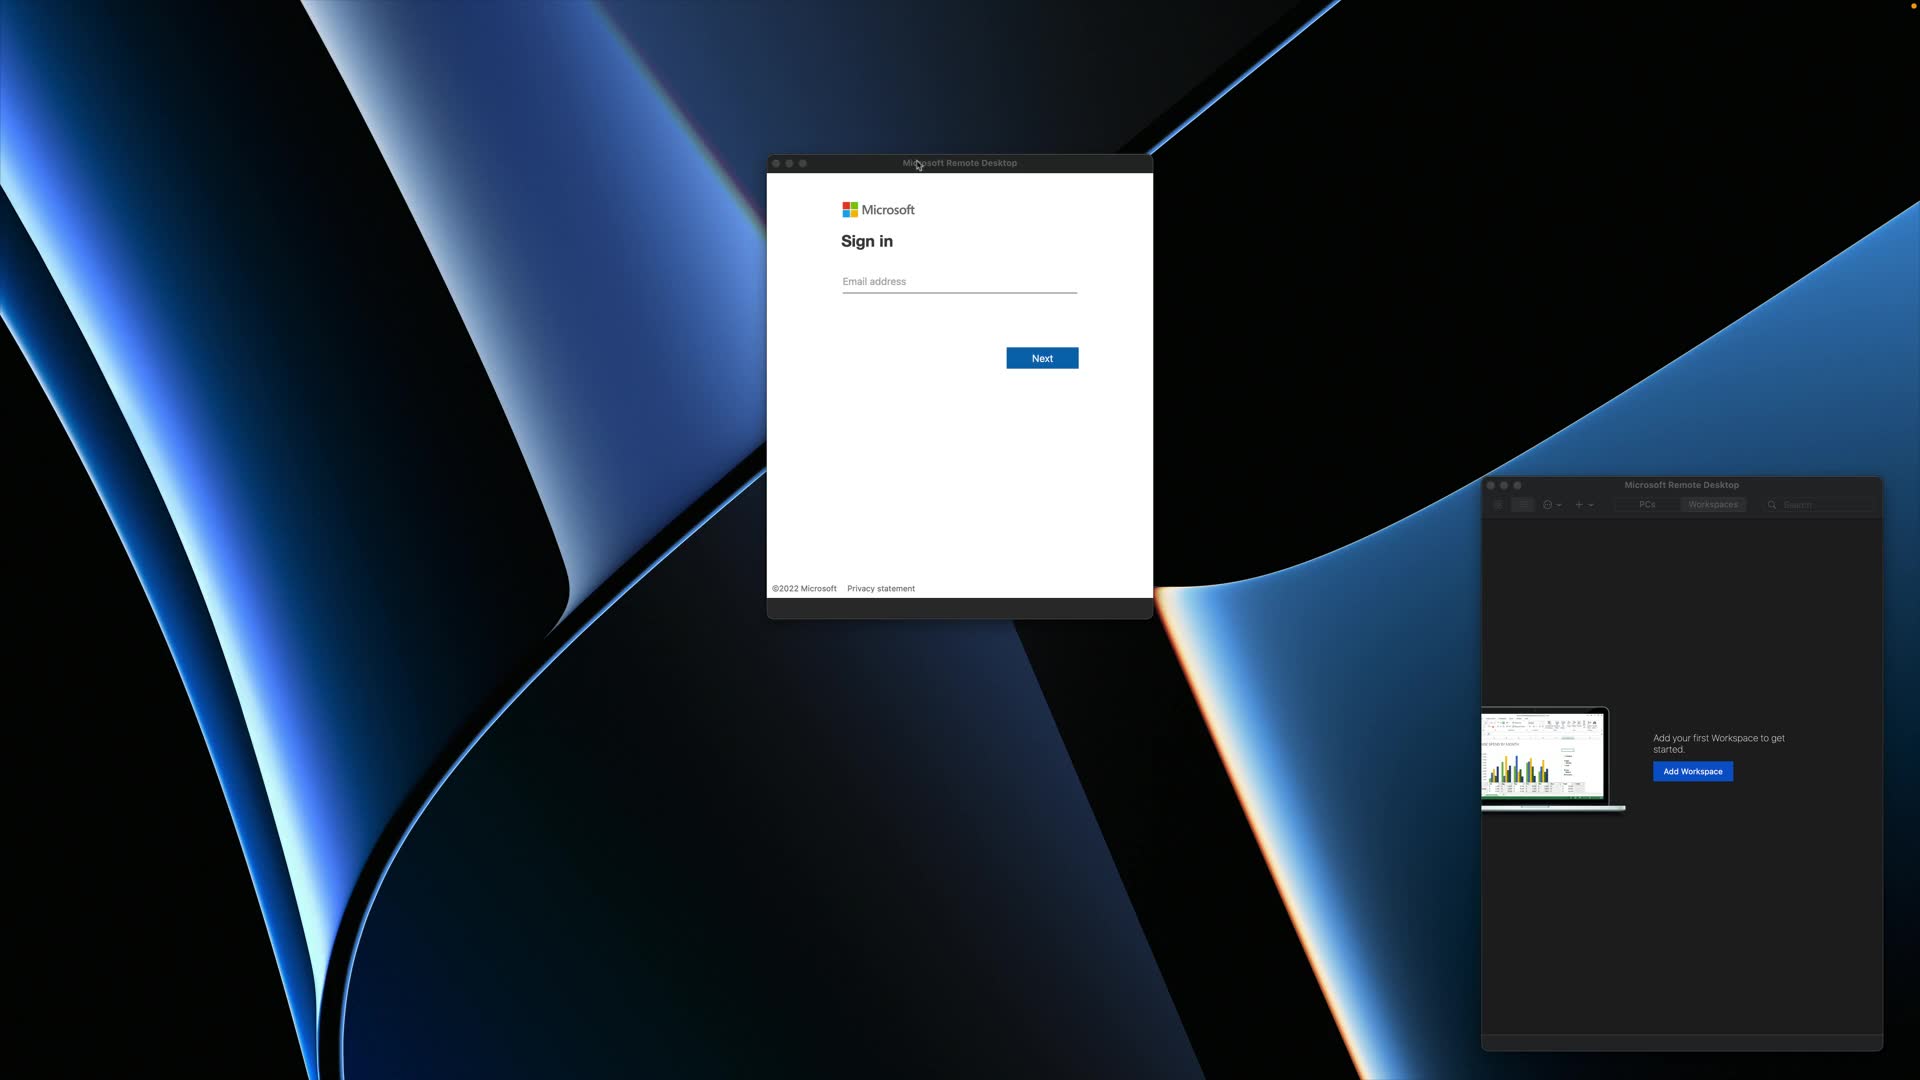 Microsoft Remote Desktop
Microsoft
Sign in
Email address
Next
©2022 Microsoft Privacy statement
Microsoft Remote Desktop
PCs Workspaces Search
Add your first Workspace to get
started.
Add Workspace